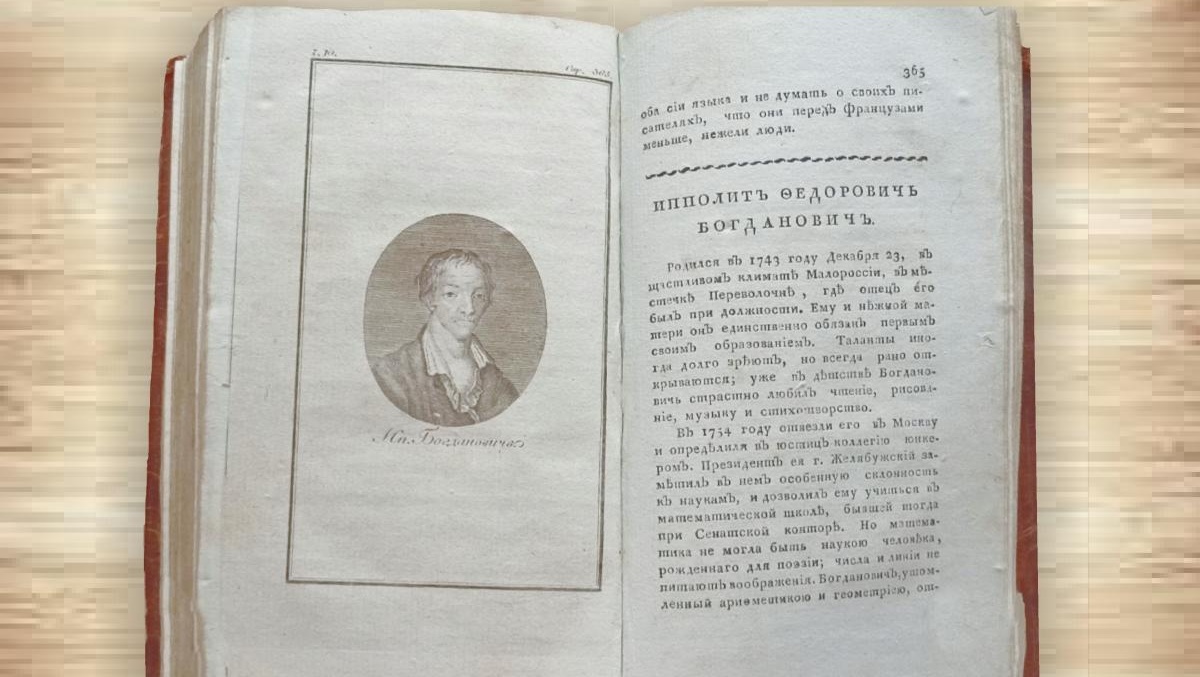 Стр. 365.
Ип. Богдановичъ
365
оба сіи языка и не думать о своихъ пи-
сателяхъ, что они передъ Французами
меньше, нежели люди.
ИППОЛИТЪ ѲЕДОРОВИЧЬ
БОГДАНОВИЧЪ.
Родился въ 1743 году Декабря 23, въ
щастливомъ климатѣ Малороссіи, въ мѣ-
стечкѣ Переволочнѣ, гдѣ отецъ его
былъ при должности. Ему и нѣжной ма-
тери онъ единственно обязанъ первымъ
своимъ образованіемъ. Таланты ино-
гда долго зрѣютъ, но всегда рано от-
крываются; уже въ дѣтствѣ Богдано-
вичь страстно любилъ чтеніе, рисова-
ніе, музыку и стихотворство.
Въ 1754 году отвезли его въ Москву
и опредѣлили въ юстицъ-коллегію юнке-
ромъ. Президентъ ея г. Желябужскій за-
мѣтилъ въ немъ особенную склонность
къ наукамъ, и дозволилъ ему учиться въ
математической школѣ, бывшей тогда
при Сенатской конторѣ. Но матема-
тика не могла быть наукою человѣка,
рожденнаго для поэзіи; числа и линіи не
питаютъ воображенія. Богдановичь, утом-
ленный ариѳметикою и геометріею, от-